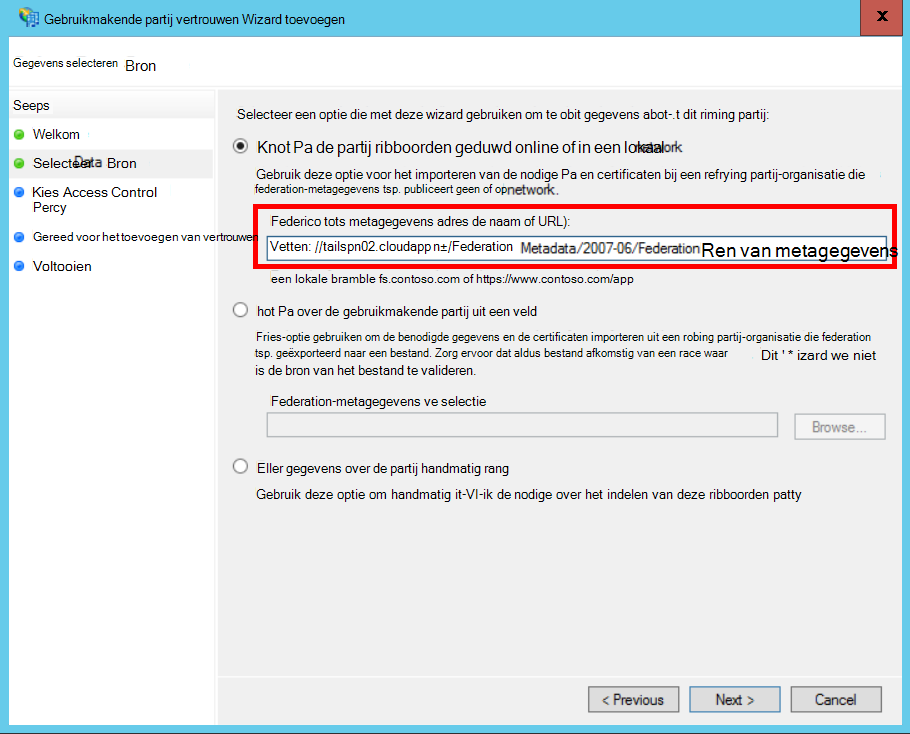 Gebruikmakende partij vertrouwen Wizard toevoegen
x
Gegevens selecteren Bron
Seeps
Welkom
Selecteer Data Bron
Kies Access Control
Percy
Gereed voor het toevoegen van vertrouwen
Voltooien
Selecteer een optie die met deze wizard gebruiken om te obit gegevens abot-.t dit riming partij:
Knot Pa de partij ribboorden geduwd online of in een lokaal
Gebruik deze optie voor het importeren van de nodige Pa en certificaten bij een refrying partij-organisatie die
federation-metagegevens tsp. publiceert geen of op network.
Federico tots metagegevens adres de naam of URL):
Vetten: //tailspn02.cloudapp n±/Federation Metadata/2007-06/Federation Ren van metagegevens
een lokale bramble fs.contoso.com of https://www.contoso.com/app
hot Pa over de gebruikmakende partij uit een veld
Fries-optie gebruiken om de benodigde gegevens en de certificaten importeren uit een robing partij-organisatie die federation
tsp. geëxporteerd naar een bestand. Zorg ervoor dat aldus bestand afkomstig van een race waar Dit ' * izard we niet
is de bron van het bestand te valideren.
Federation-metagegevens ve selectie
Browse...
Eller gegevens over de partij handmatig rang
Gebruik deze optie om handmatig it-VI-ik de nodige over het indelen van deze ribboorden patty
< Previous
Next >
Cancel